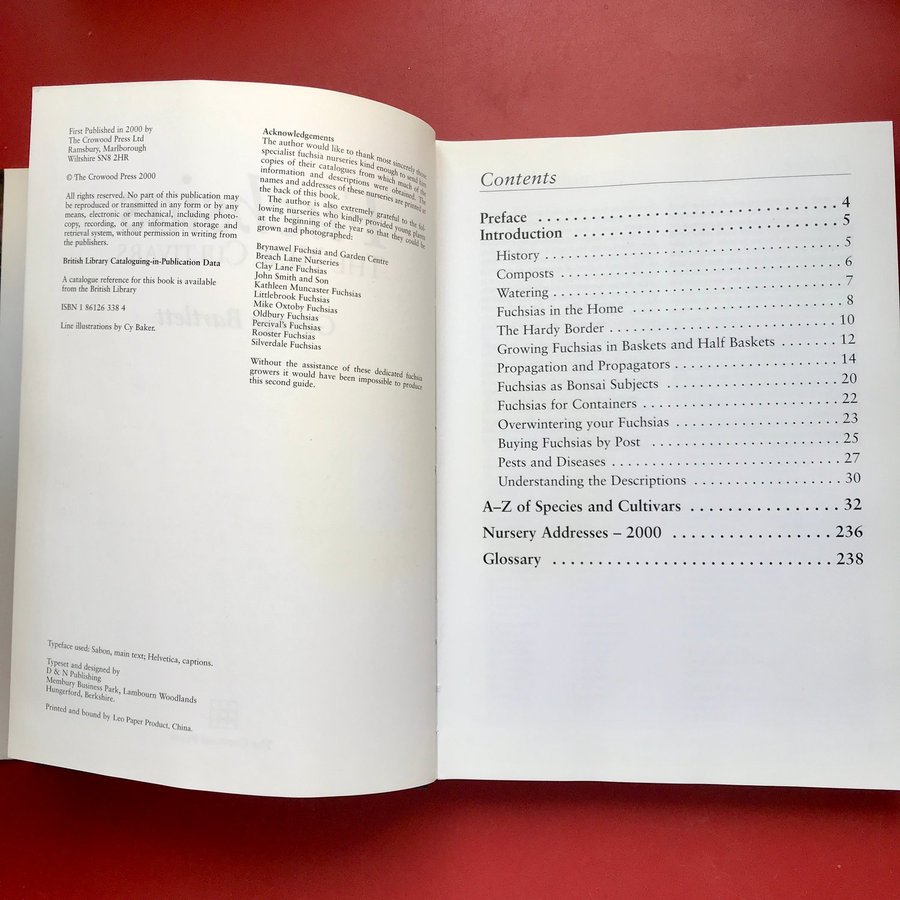 First Published in 2000 by
The Crowood Press Ltd
Ramsbury, Marlborough
Wiltshire SN8 2HR
© The Crowood Press 2000
All rights reserved. No part of this publication may
be reproduced or transmitted in any form or by any
means, electronic or mechanical, including photo-
copy, recording, or any information storage and
retrieval system, without permission in writing from
the publishers.
British Library Cataloguing-in-Publication Data
A catalogue reference for this book is available
from the British Library
ISBN 1 86126 338 4
Line illustrations by Cy Baker.
Typeface used: Sabon, main text; Helvetica, captions.
Typeset and designed by
D & N Publishing
Membury Business Park, Lambourn Woodlands
Hungerford, Berkshire.
Printed and bound by Leo Paper Product, China.
Acknowledgements
The author would like to thank most sincerely those
specialist fuchsia nurseries kind enough to send him
copies of their catalogues from which much of the
information and descriptions were obtained. The
names and addresses of these nurseries are printed at
the back of this book.
The author is also extremely grateful to the fol-
lowing nurseries who kindly provided young plants
at the beginning of the year so that they could be
grown and photographed:
Brynawel Fuchsia and Garden Centre
Breach Lane Nurseries
Clay Lane Fuchsias
John Smith and Son
Kathleen Muncaster Fuchsias
Littlebrook Fuchsias
Mike Oxtoby Fuchsias
Oldbury Fuchsias
Percival's Fuchsias
Rooster Fuchsias
Silverdale Fuchsias
Without the assistance of these dedicated fuchsia
growers it would have been impossible to produce
this second guide.
Contents
Preface . . . . . . . . . . . . . . . . . . . . . . . . . . . . . . 4
Introduction . . . . . . . . . . . . . . . . . . . . . . . . . . 5
History . . . . . . . . . . . . . . . . . . . . . . . . . . . . . . 5
Composts . . . . . . . . . . . . . . . . . . . . . . . . . . . . 6
Watering . . . . . . . . . . . . . . . . . . . . . . . . . . . . . 7
Fuchsias in the Home . . . . . . . . . . . . . . . . . . . . 8
The Hardy Border . . . . . . . . . . . . . . . . . . . . . . 10
Growing Fuchsias in Baskets and Half Baskets . . . . . . . 12
Propagation and Propagators . . . . . . . . . . . . . . . . 14
Fuchsias as Bonsai Subjects . . . . . . . . . . . . . . . . . 20
Fuchsias for Containers . . . . . . . . . . . . . . . . . . . 22
Overwintering your Fuchsias . . . . . . . . . . . . . . . . 23
Buying Fuchsias by Post . . . . . . . . . . . . . . . . . . . 25
Pests and Diseases . . . . . . . . . . . . . . . . . . . . . . 27
Understanding the Descriptions . . . . . . . . . . . . . . . 30
A–Z of Species and Cultivars . . . . . . . . . . . . . . . . 32
Nursery Addresses – 2000 . . . . . . . . . . . . . . . . . 236
Glossary . . . . . . . . . . . . . . . . . . . . . . . . . . . . 238